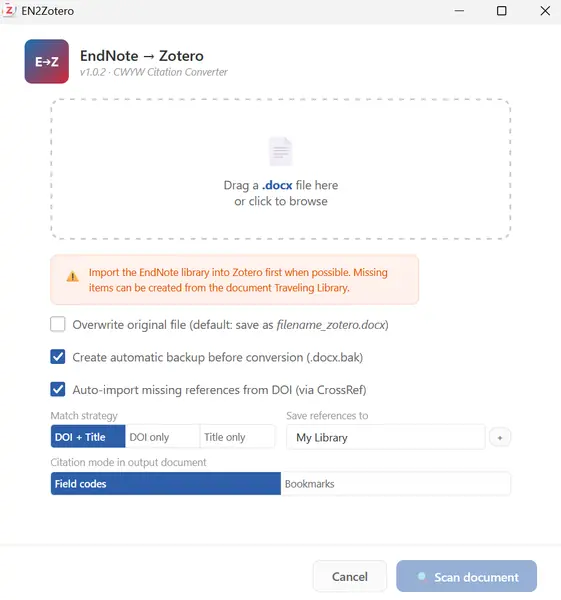 EN2Zotero
E→Z
EndNote → Zotero
v1.0.2 · CWYW Citation Converter
Drag a .docx file here
or click to browse
Import the EndNote library into Zotero first when possible. Missing
items can be created from the document Traveling Library.
Overwrite original file (default: save as filename_zotero.docx)
Create automatic backup before conversion (.docx.bak)
Auto-import missing references from DOI (via CrossRef)
Match strategy
Save references to
DOI + Title
DOI only
Title only
My Library
+
Citation mode in output document
Field codes
Bookmarks
Cancel
Scan document